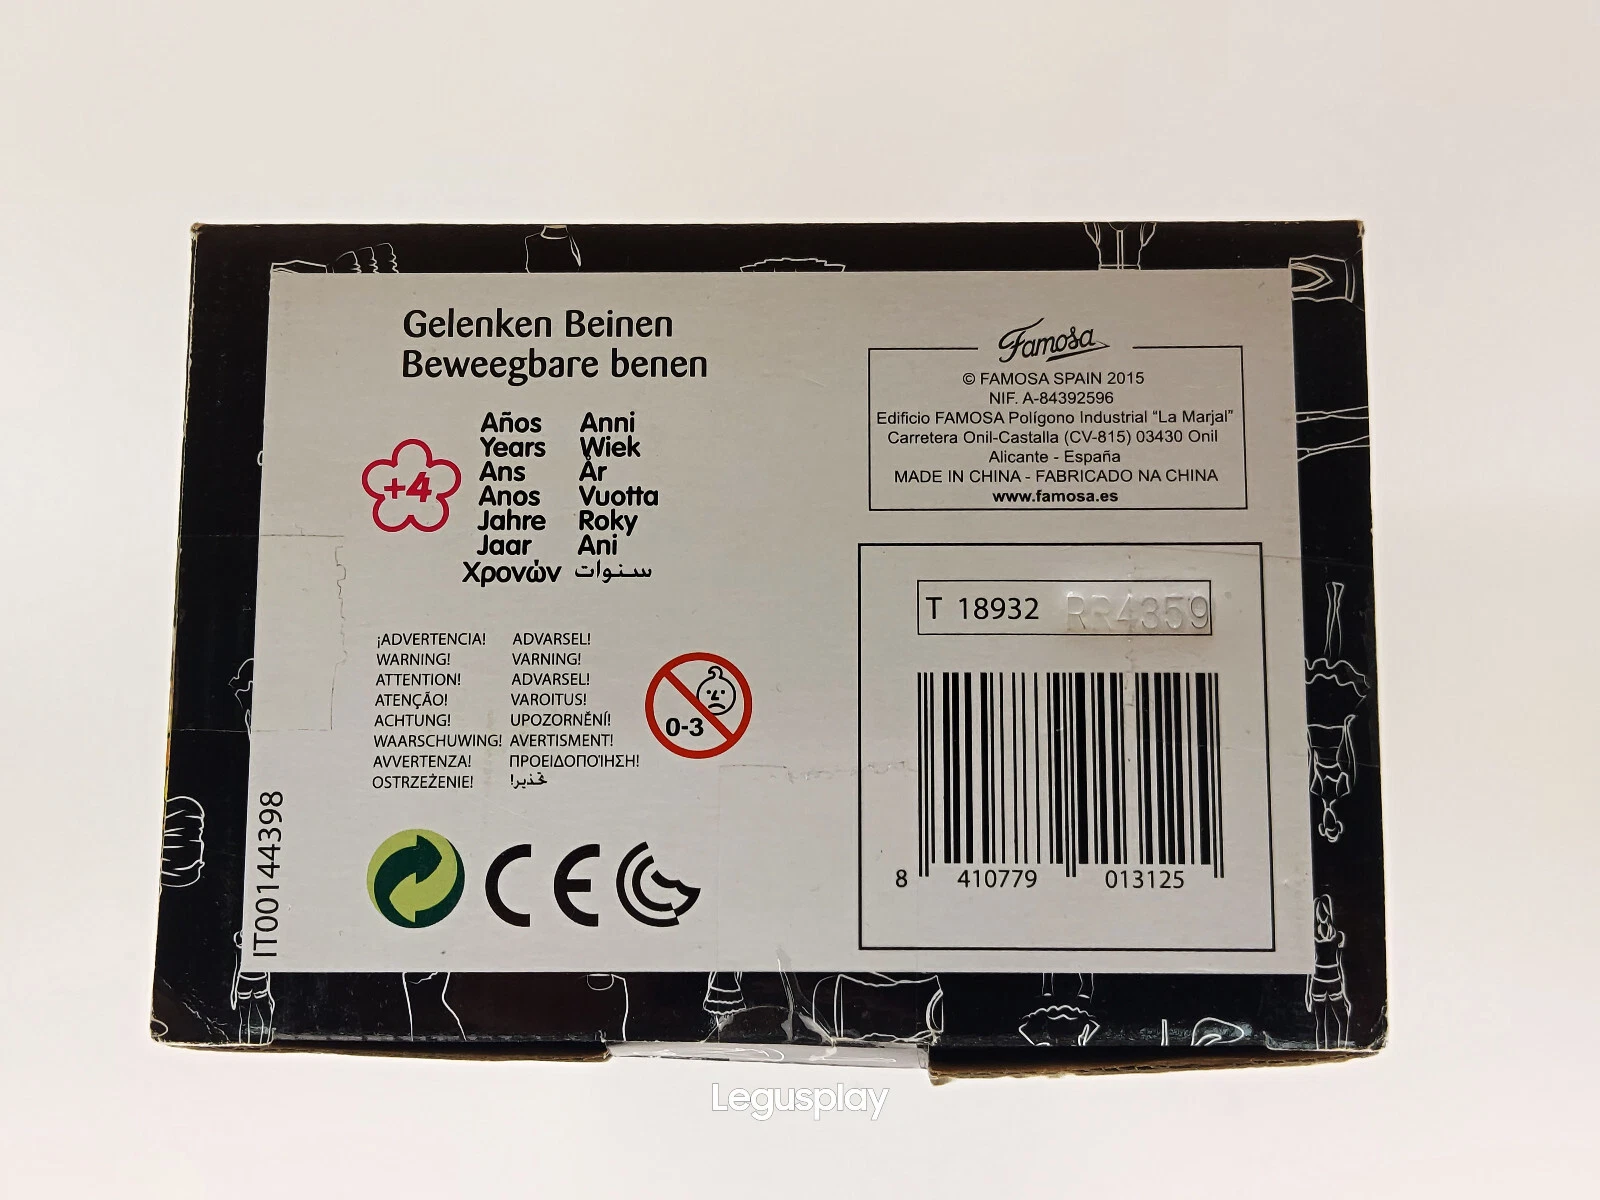 Gelenken Beinen
Beweegbare benen
+4
Años Anni
Years Wiek
Ans År
Anos Vuotta
Jahre Roky
Jaar Ani
Χρονών سنوات
¡ADVERTENCIA! ADVARSEL!
WARNING! VARNING!
ATTENTION! ADVARSEL!
ATENÇÃO! VAROITUS!
ACHTUNG! UPOZORNĚNÍ!
WAARSCHUWING! AVERTISMENT!
AVVERTENZA! ΠΡΟΕΙΔΟΠΟΊΗΣΗ!
OSTRZEŻENIE! تحذير!
0-3
IT00144398
CE
Famosa
© FAMOSA SPAIN 2015
NIF. A-84392596
Edificio FAMOSA Polígono Industrial “La Marjal”
Carretera Onil-Castalla (CV-815) 03430 Onil
Alicante - España
MADE IN CHINA - FABRICADO NA CHINA
www.famosa.es
T 18932 RR4359
8 410779 013125
Legusplay